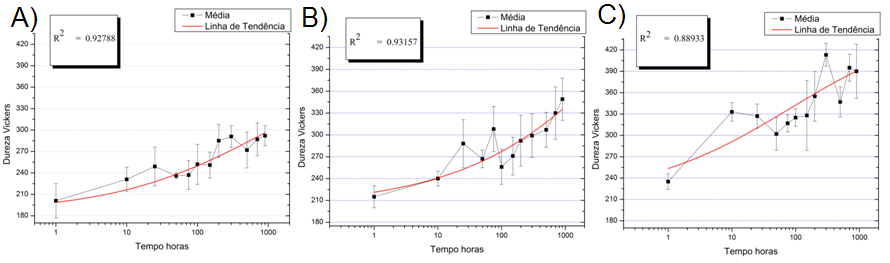 A)
Média
Linha de Tendência
R2 = 0.92788
420
390
360
330
300
270
240
210
180
Dureza Vickers
1 10 100 1000
Tempo horas
B)
Média
Linha de Tendência
R2 = 0.93157
420
390
360
330
300
270
240
210
180
Dureza Vickers
1 10 100 1000
Tempo horas
C)
Média
Linha de Tendência
R2 = 0.88933
420
390
360
330
300
270
240
210
180
Dureza Vickers
1 10 100 1000
Tempo horas